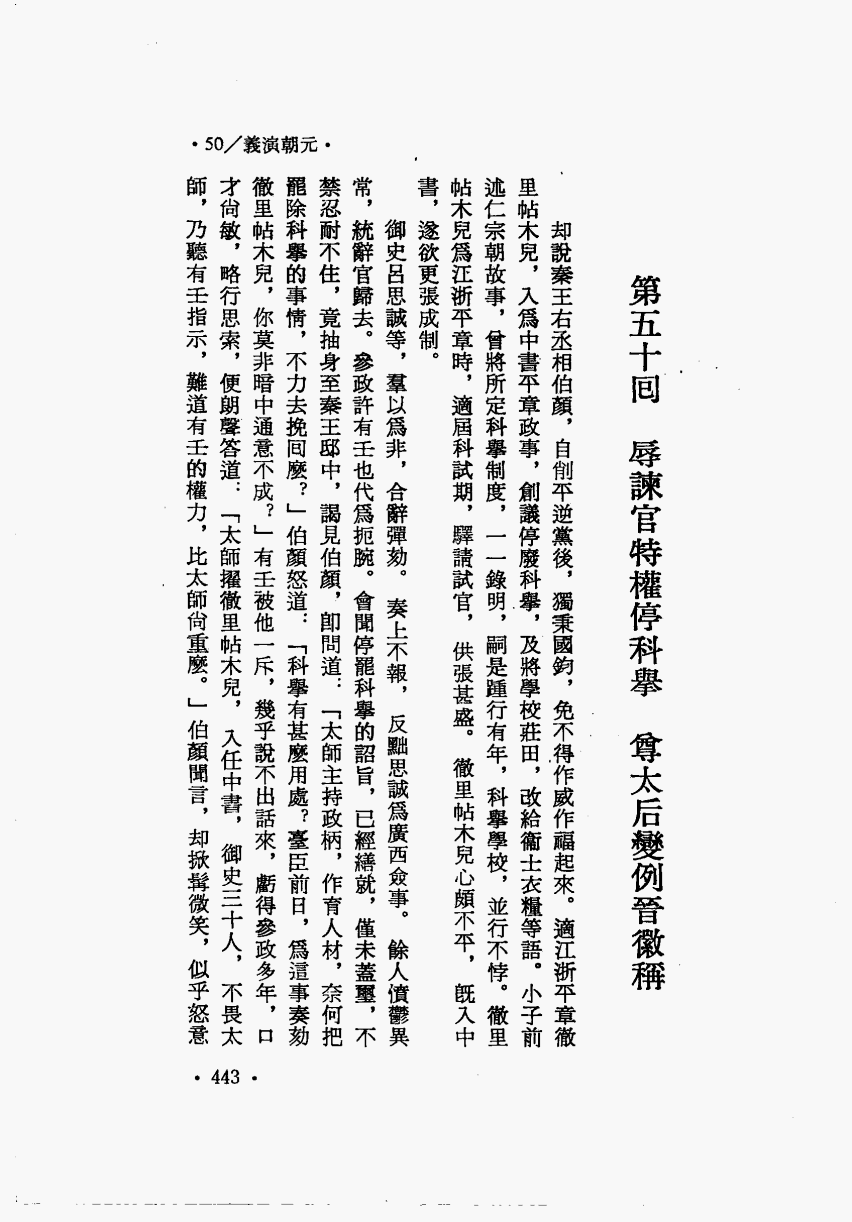 ・50／義演朝元・
第五十回　辱諫官特權停科擧　尊太后變例晉徽稱
却說秦王右丞相伯顏，自削平逆黨後，獨秉國鈞，免不得作威作福起來。適江浙平章徹
里帖木兒，入爲中書平章政事，創議停廢科擧，及將學校莊田，改給衞士衣糧等語。小子前
述仁宗朝故事，曾將所定科擧制度，一一錄明，嗣是踵行有年，科擧學校，並行不悖。徹里
帖木兒爲江浙平章時，適屆科試期，驛請試官，供張甚盛。徹里帖木兒心頗不平，旣入中
書，遂欲更張成制。
御史呂思誠等，羣以爲非，合辭彈劾。奏上不報，反黜思誠爲廣西僉事。餘人憤鬱異
常，統辭官歸去。參政許有壬也代爲扼腕。會聞停罷科擧的詔旨，已經繕就，僅未蓋璽，不
禁忍耐不住，竟抽身至秦王邸中，謁見伯顏，卽問道：「太師主持政柄，作育人材，奈何把
罷除科擧的事情，不力去挽回麼？」伯顏怒道：「科擧有甚麼用處？臺臣前日，爲這事奏劾
徹里帖木兒，你莫非暗中通意不成？」有壬被他一斥，幾乎說不出話來，虧得參政多年，口
才尙敏，略行思索，便朗聲答道：「太師擢徹里帖木兒，入任中書，御史三十人，不畏太
師，乃聽有壬指示，難道有壬的權力，比太師尙重麼。」伯顏聞言，却掀髯微笑，似乎怒意
・443・